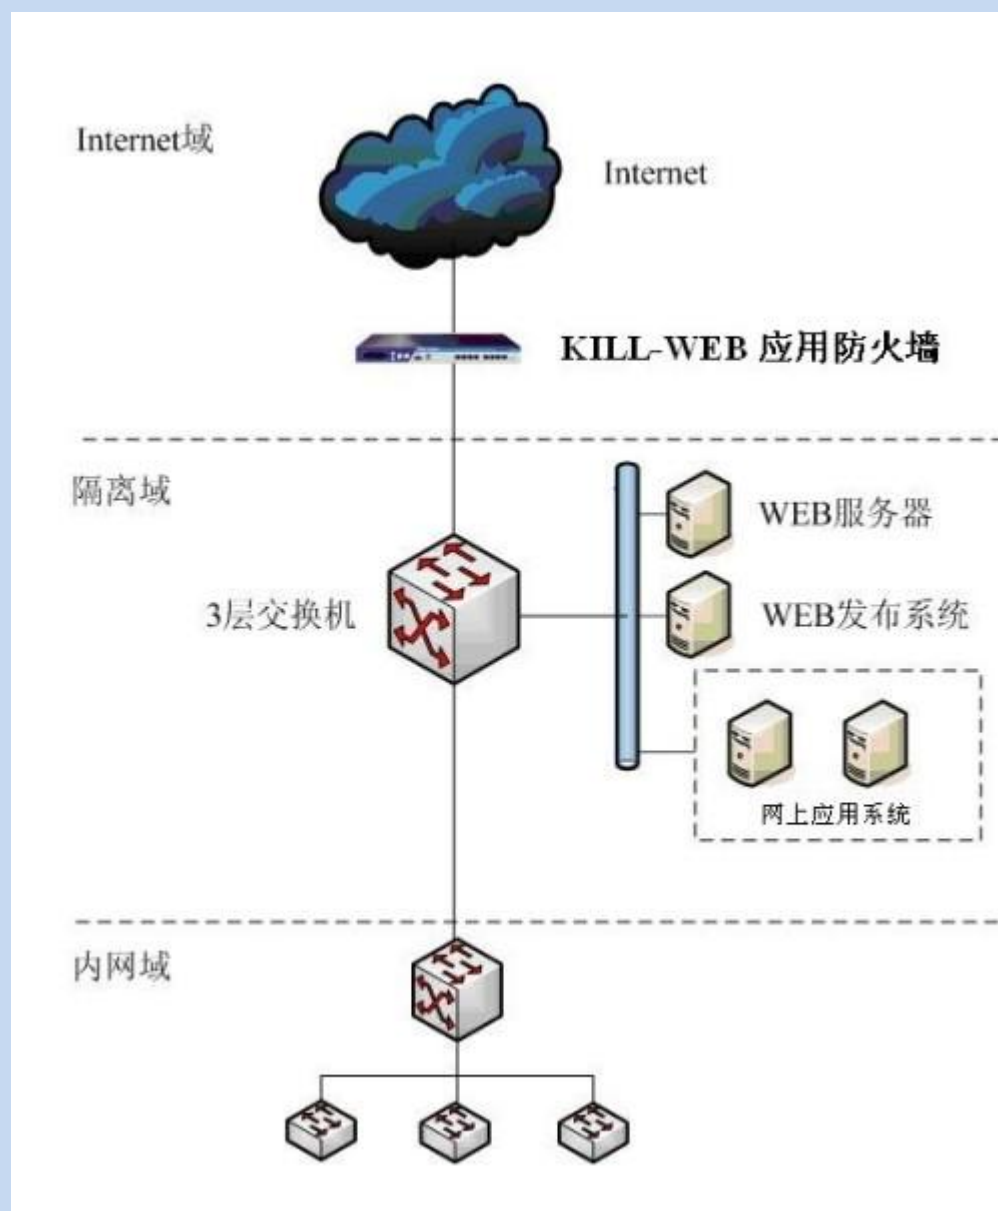 Internet域
Internet
KILL-WEB 应用防火墙
隔离域
WEB服务器
3层交换机
WEB发布系统
网上应用系统
内网域